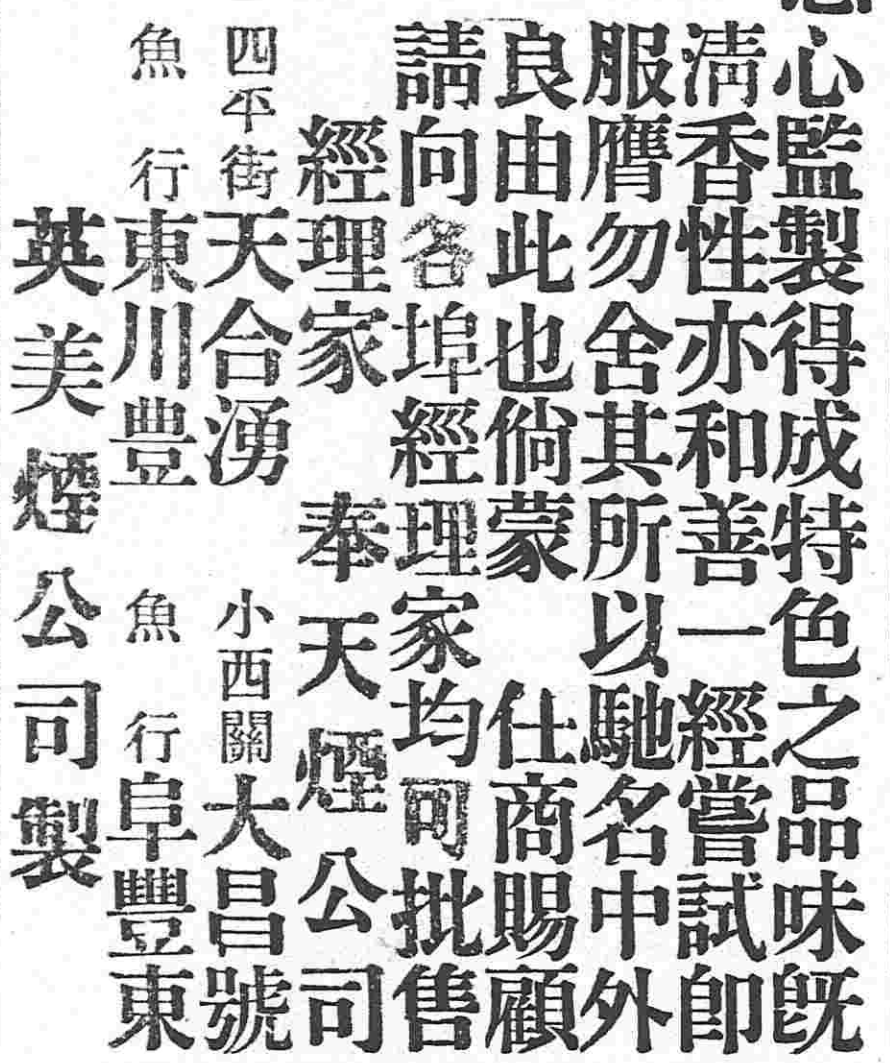 心監製得成特色之品味旣
淸香性亦和善一經嘗試卽
服膺勿舍其所以馳名中外
良由此也倘蒙 仕商賜顧
請向各埠經理家均可批售
經理家 奉天煙公司
四平街天合湧 小西關大昌號
魚行東川豊 魚行阜豐東
英美煙公司製